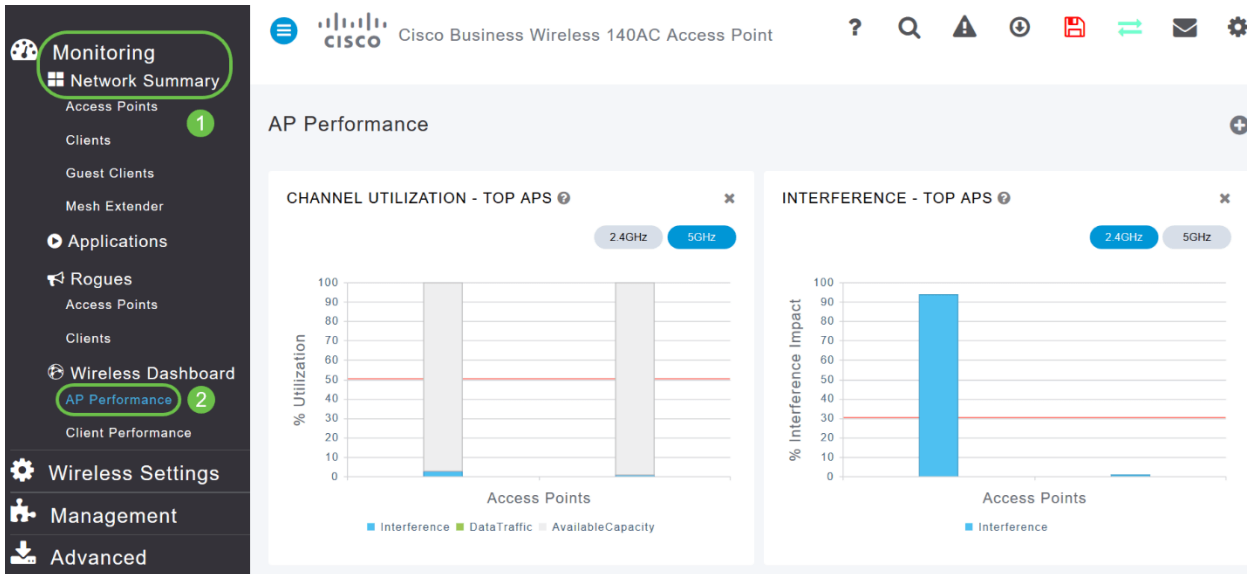 Monitoring
Network Summary
Access Points
1
Clients
Guest Clients
Mesh Extender
Applications
Rogues
Access Points
Clients
Wireless Dashboard
AP Performance 2
Client Performance
Wireless Settings
Management
Advanced
CISCO Cisco Business Wireless 140AC Access Point
?
AP Performance
CHANNEL UTILIZATION - TOP APS ?
2.4GHz 5GHz
% Utilization
100
90
80
70
60
50
40
30
20
10
0
Access Points
Interference DataTraffic AvailableCapacity
INTERFERENCE - TOP APS ?
2.4GHz 5GHz
% Interference Impact
100
90
80
70
60
50
40
30
20
10
0
Access Points
Interference